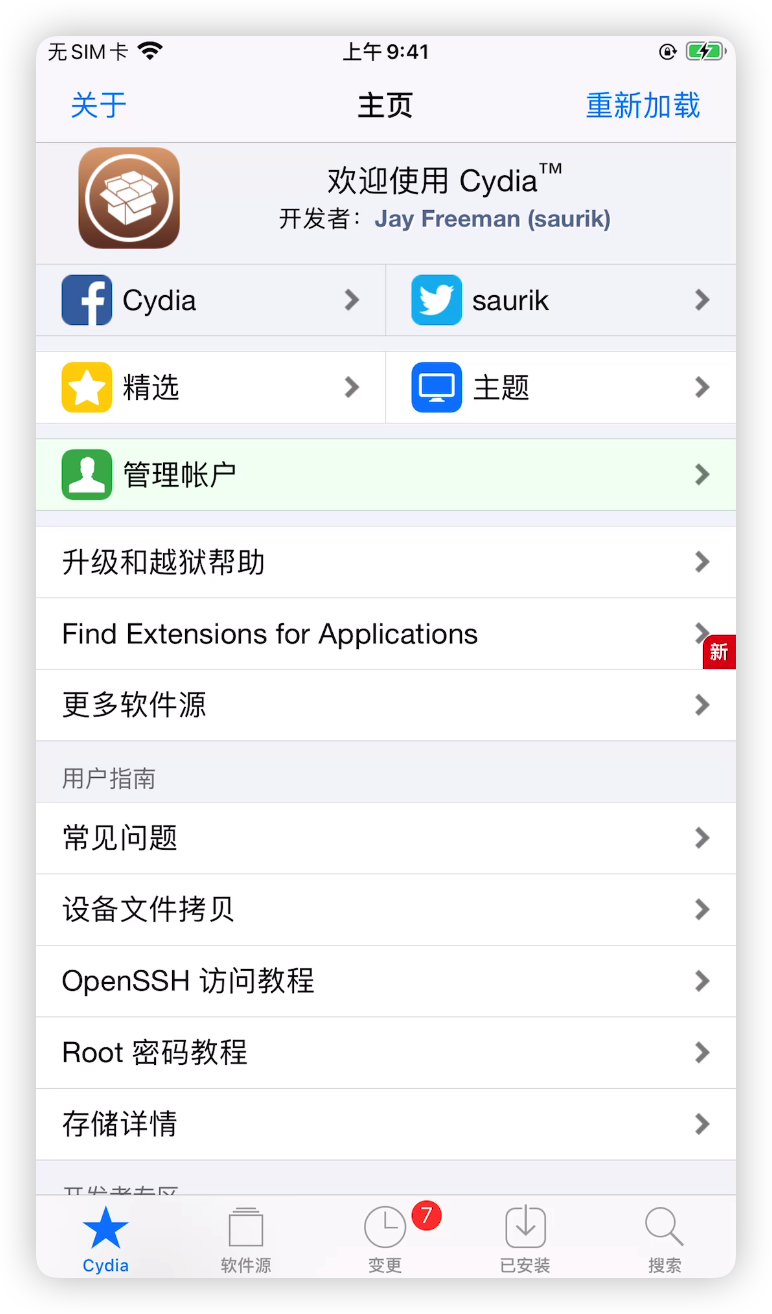 无SIM卡 上午9:41
关于 主页 重新加载
欢迎使用 Cydia™
开发者：Jay Freeman (saurik)
Cydia saurik
精选 主题
管理帐户
升级和越狱帮助
Find Extensions for Applications
新
更多软件源
用户指南
常见问题
设备文件拷贝
OpenSSH 访问教程
Root 密码教程
存储详情
开发者专区
7
Cydia 软件源 变更 已安装 搜索